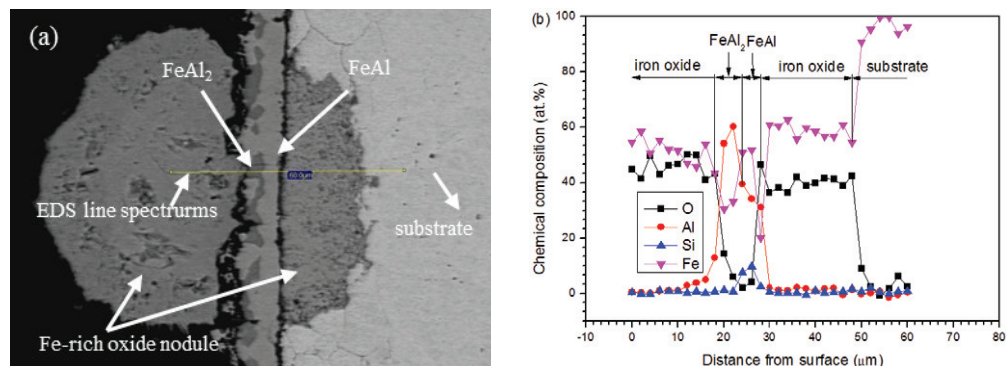 (a)
FeAl2
FeAl
60.0μm
EDS line spectrurms
substrate
Fe-rich oxide nodule
(b)
FeAl2 FeAl
iron oxide
iron oxide
substrate
Chemical composition (at.%)
100
80
60
40
20
0
O
Al
Si
Fe
0 10 20 30 40 50 60 70 80
Distance from surface (μm)